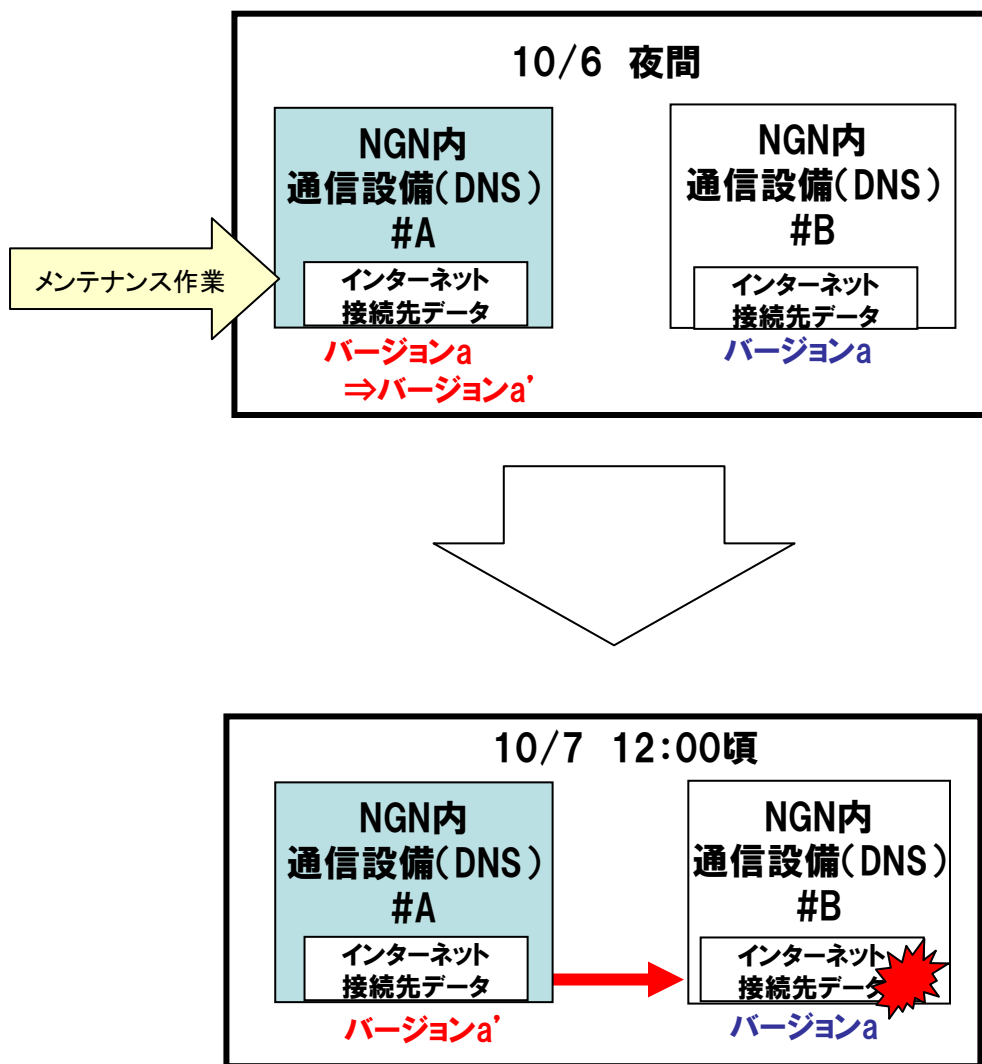 10/6 夜間
NGN内
通信設備(DNS)
#A
インターネット
接続先データ
バージョンa
⇒バージョンa’
NGN内
通信設備(DNS)
#B
インターネット
接続先データ
バージョンa
メンテナンス作業
10/7 12:00頃
NGN内
通信設備(DNS)
#A
インターネット
接続先データ
バージョンa’
NGN内
通信設備(DNS)
#B
インターネット
接続先データ
バージョンa